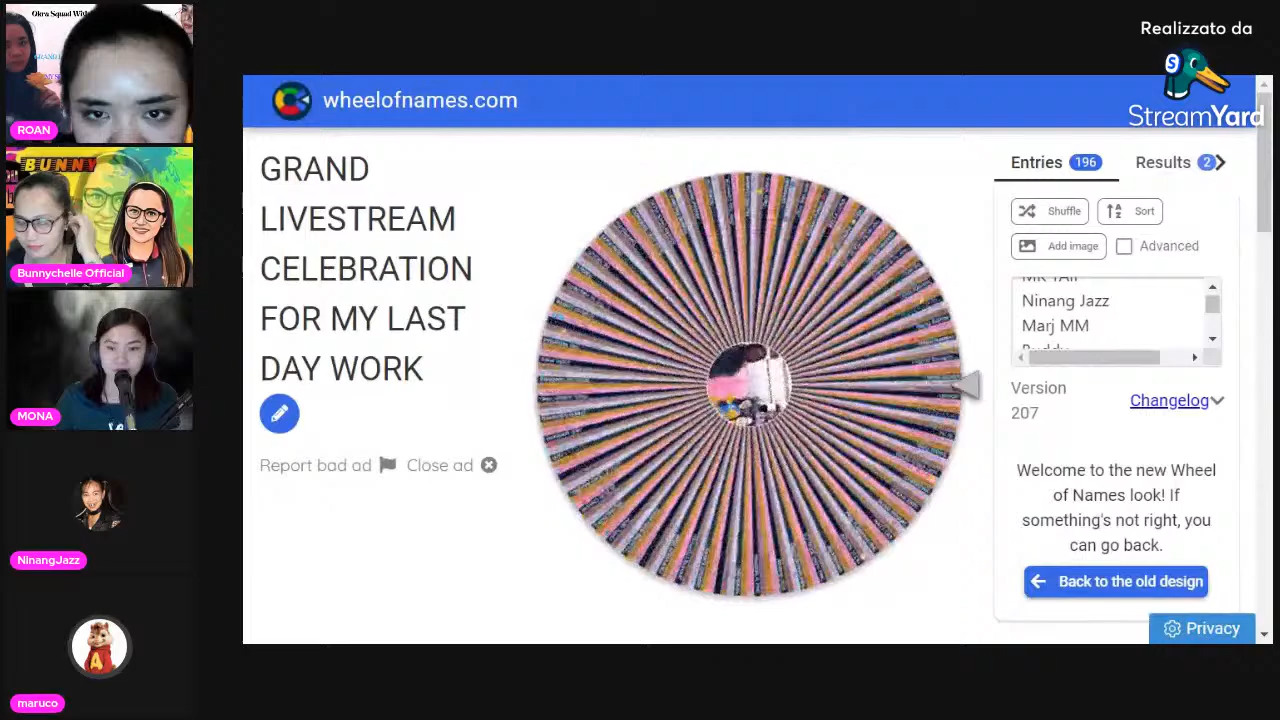 Okra Squad
ROAN
BUNNY
Bunnychelle Official
MONA
NinangJazz
maruco
Realizzato da
S
StreamYard
wheelofnames.com
GRAND
LIVESTREAM
CELEBRATION
FOR MY LAST
DAY WORK
Report bad ad
Close ad
Entries 196
Results 2
Shuffle
Sort
Add image
Advanced
Ninang Jazz
Marj MM
Version
207
Changelog
Welcome to the new Wheel
of Names look! If
something's not right, you
can go back.
Back to the old design
Privacy